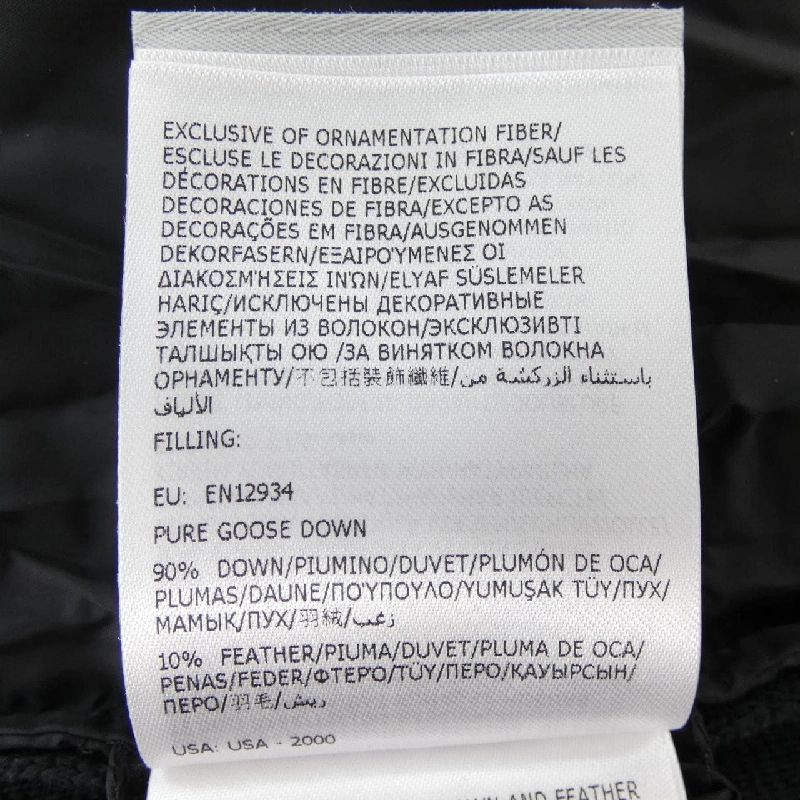 EXCLUSIVE OF ORNAMENTATION FIBER/
ESCLUSE LE DECORAZIONI IN FIBRA/SAUF LES
DÉCORATIONS EN FIBRE/EXCLUIDAS
DECORACIONES DE FIBRA/EXCEPTO AS
DECORAÇÕES EM FIBRA/AUSGENOMMEN
DEKORFASERN/ΕΞΑΙΡΟΎΜΕΝΕΣ ΟΙ
ΔΙΑΚΟΣΜΉΣΕΙΣ ΙΝΏΝ/ELYAF SÜSLEMELER
HARIÇ/ИСКЛЮЧЕНЫ ДЕКОРАТИВНЫЕ
ЭЛЕМЕНТЫ ИЗ ВОЛОКОН/ЭКСКЛЮЗИВТІ
ТАЛШЫҚТЫ ОЮ /ЗА ВИНЯТКОМ ВОЛОКНА
ОРНАМЕНТУ/不包括裝飾纖維/باستثناء الزركشة من
الألياف
FILLING:
EU: EN12934
PURE GOOSE DOWN
90% DOWN/PIUMINO/DUVET/PLUMÓN DE OCA/
PLUMAS/DAUNE/ΠΟΎΠΟΥΛΟ/YUMUŞAK TÜY/ПУХ/
МАМЫҚ/ПУХ/羽絨/زغب
10% FEATHER/PIUMA/DUVET/PLUMA DE OCA/
PENAS/FEDER/ΦΤΕΡΌ/TÜY/ПЕРО/ҚАУЫРСЫН/
ПЕРО/羽毛/ريش
USA: USA - 2000
AND FEATHER